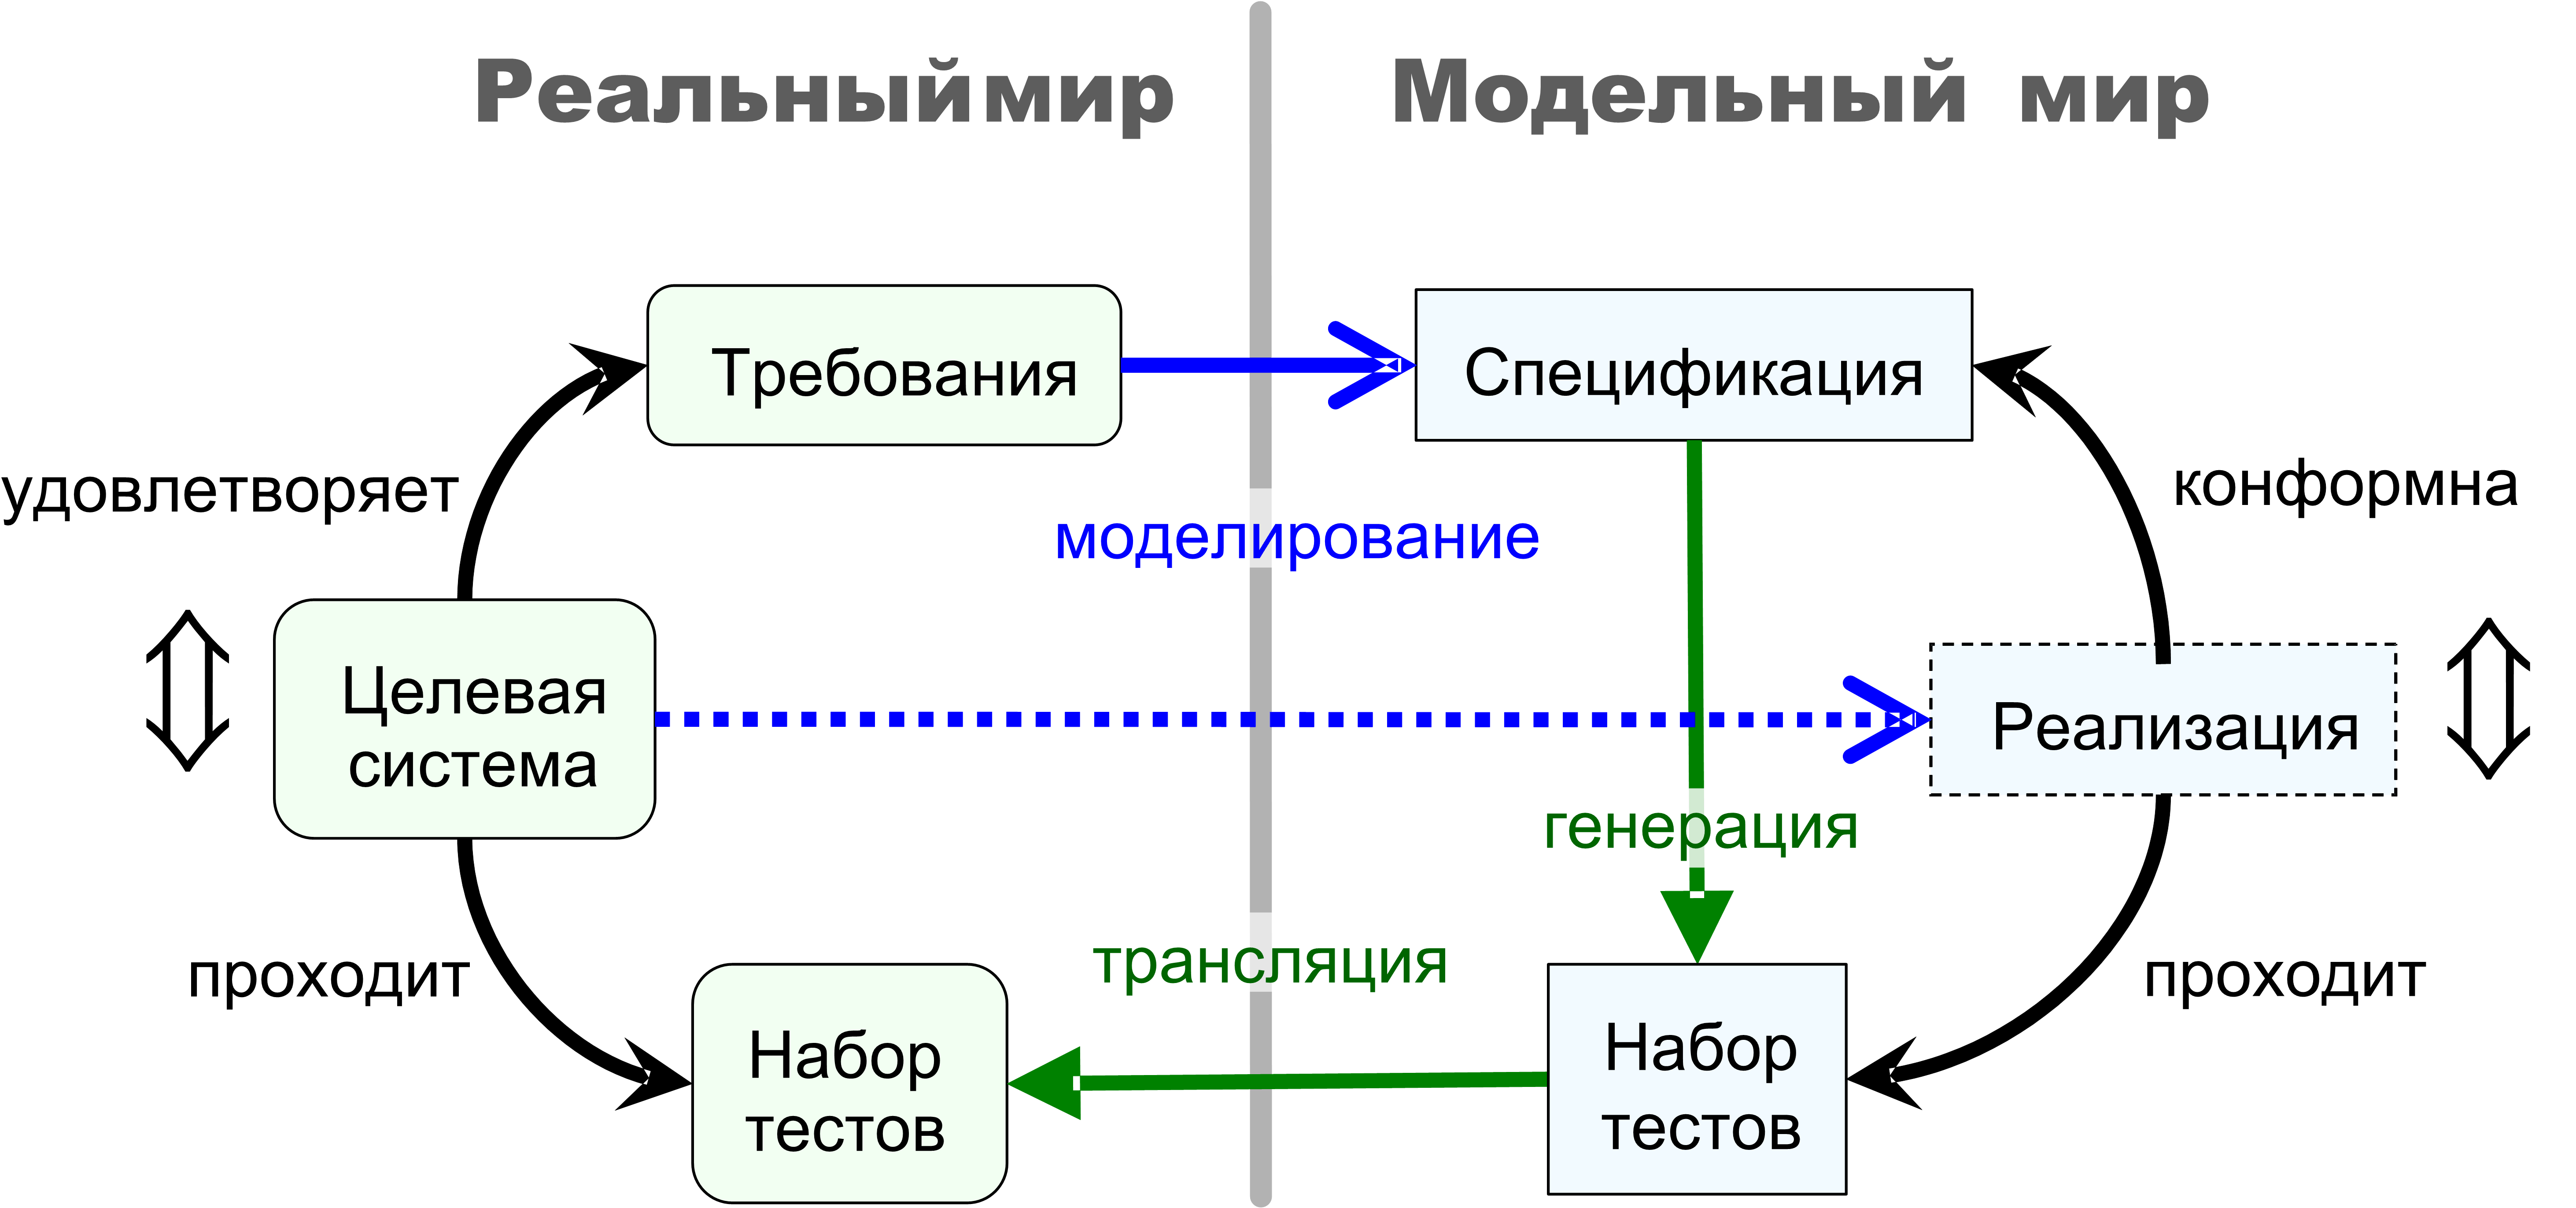 Реальный мир
Модельный мир
Требования
Спецификация
удовлетворяет
конформна
моделирование
Целевая
система
Реализация
генерация
проходит
трансляция
проходит
Набор
тестов
Набор
тестов